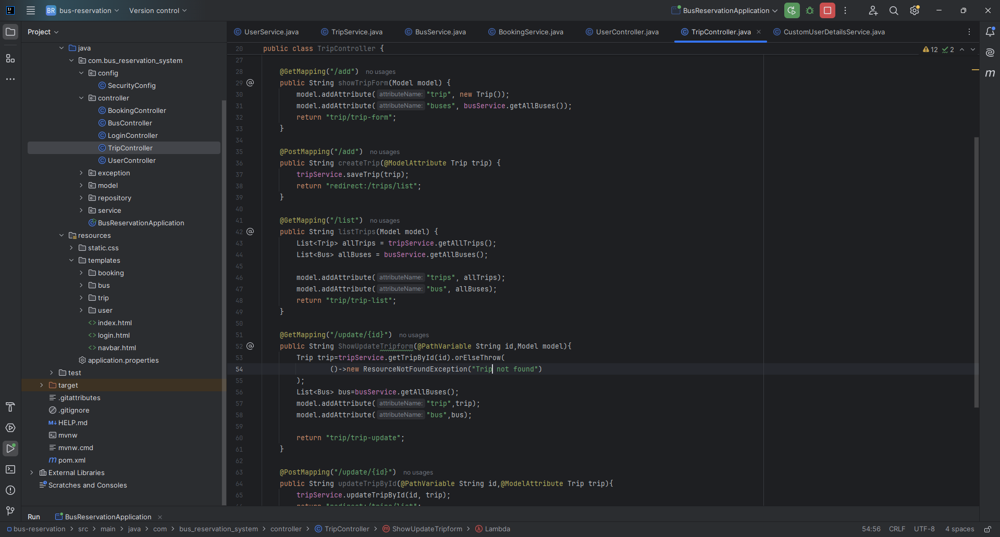 BR bus-reservation Version control BusReservationApplication
Project
UserService.java TripService.java BusService.java BookingService.java UserController.java TripController.java CustomUserDetailsService.java
java
com.bus_reservation_system
config
SecurityConfig
controller
BookingController
BusController
LoginController
TripController
UserController
exception
model
repository
service
BusReservationApplication
resources
static.css
templates
booking
bus
trip
user
index.html
login.html
navbar.html
application.properties
test
target
.gitattributes
.gitignore
M↓ HELP.md
mvnw
mvnw.cmd
m pom.xml
External Libraries
Scratches and Consoles
20 public class TripController {
12 2
27
28 @GetMapping("/add") no usages
29 public String showTripForm(Model model) {
30 model.addAttribute( attributeName: "trip", new Trip());
31 model.addAttribute( attributeName: "buses", busService.getAllBuses());
32 return "trip/trip-form";
33 }
34
35 @PostMapping("/add") no usages
36 public String createTrip(@ModelAttribute Trip trip) {
37 tripService.saveTrip(trip);
38 return "redirect:/trips/list";
39 }
40
41 @GetMapping("/list") no usages
42 public String listTrips(Model model) {
43 List<Trip> allTrips = tripService.getAllTrips();
44 List<Bus> allBuses = busService.getAllBuses();
45
46 model.addAttribute( attributeName: "trips", allTrips);
47 model.addAttribute( attributeName: "bus", allBuses);
48 return "trip/trip-list";
49 }
50
51 @GetMapping("/update/{id}") no usages
52 public String ShowUpdateTripform(@PathVariable String id,Model model){
53 Trip trip=tripService.getTripById(id).orElseThrow(
54 ()->new ResourceNotFoundException("Trip not found")
55 );
56 List<Bus> bus=busService.getAllBuses();
57 model.addAttribute( attributeName: "trip",trip);
58 model.addAttribute( attributeName: "bus",bus);
59
60 return "trip/trip-update";
61 }
62
63 @PostMapping("/update/{id}") no usages
64 public String updateTripById(@PathVariable String id,@ModelAttribute Trip trip){
65 tripService.updateTripById(id, trip);
return "redirect:/trips/list";
m
Run BusReservationApplication
bus-reservation > src > main > java > com > bus_reservation_system > controller > TripController > ShowUpdateTripform > Lambda
54:56 CRLF UTF-8 4 spaces